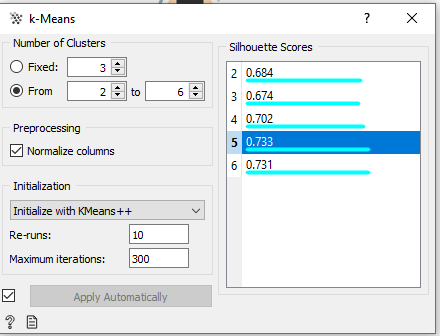 k-Means
Number of Clusters
Fixed: 3
From 2 to 6
Preprocessing
Normalize columns
Initialization
Initialize with KMeans++
Re-runs: 10
Maximum iterations: 300
Apply Automatically
?
Silhouette Scores
2 0.684
3 0.674
4 0.702
5 0.733
6 0.731